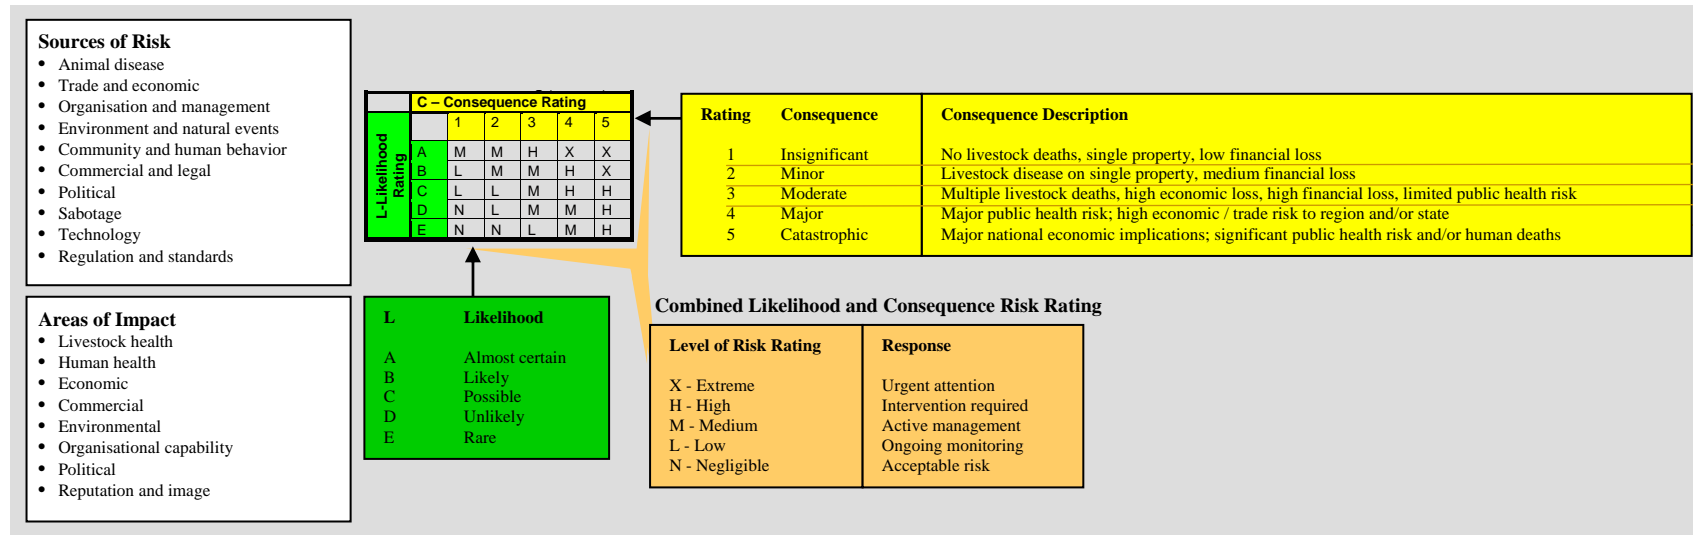 Sources of Risk
• Animal disease
• Trade and economic
• Organisation and management
• Environment and natural events
• Community and human behavior
• Commercial and legal
• Political
• Sabotage
• Technology
• Regulation and standards
Areas of Impact
• Livestock health
• Human health
• Economic
• Commercial
• Environmental
• Organisational capability
• Political
• Reputation and image
C – Consequence Rating
L-Likelihood
Rating
1 2 3 4 5
A M M H X X
B L M M H X
C L L M H H
D N L M M H
E N N L M H
Rating Consequence Consequence Description
1 Insignificant No livestock deaths, single property, low financial loss
2 Minor Livestock disease on single property, medium financial loss
3 Moderate Multiple livestock deaths, high economic loss, high financial loss, limited public health risk
4 Major Major public health risk; high economic / trade risk to region and/or state
5 Catastrophic Major national economic implications; significant public health risk and/or human deaths
L Likelihood
A Almost certain
B Likely
C Possible
D Unlikely
E Rare
Combined Likelihood and Consequence Risk Rating
Level of Risk Rating Response
X - Extreme Urgent attention
H - High Intervention required
M - Medium Active management
L - Low Ongoing monitoring
N - Negligible Acceptable risk